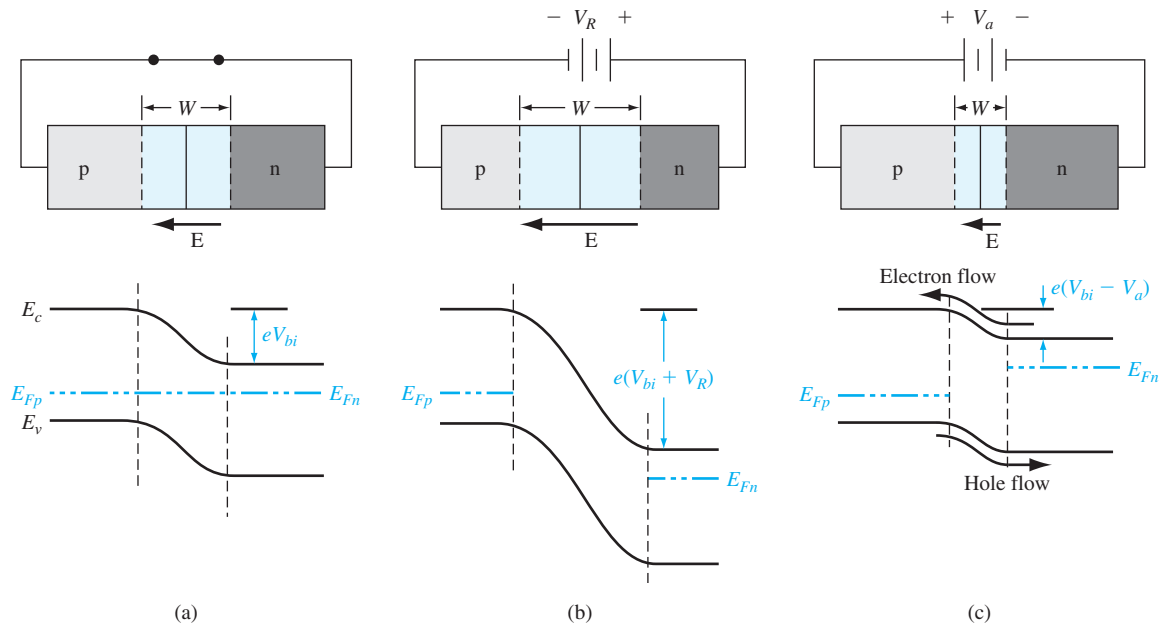 W
p
n
E
E_c
eV_bi
E_Fp
E_Fn
E_v
(a)
− V_R +
W
p
n
E
e(V_bi + V_R)
E_Fp
E_Fn
(b)
+ V_a −
W
p
n
E
Electron flow
e(V_bi − V_a)
E_Fn
E_Fp
Hole flow
(c)